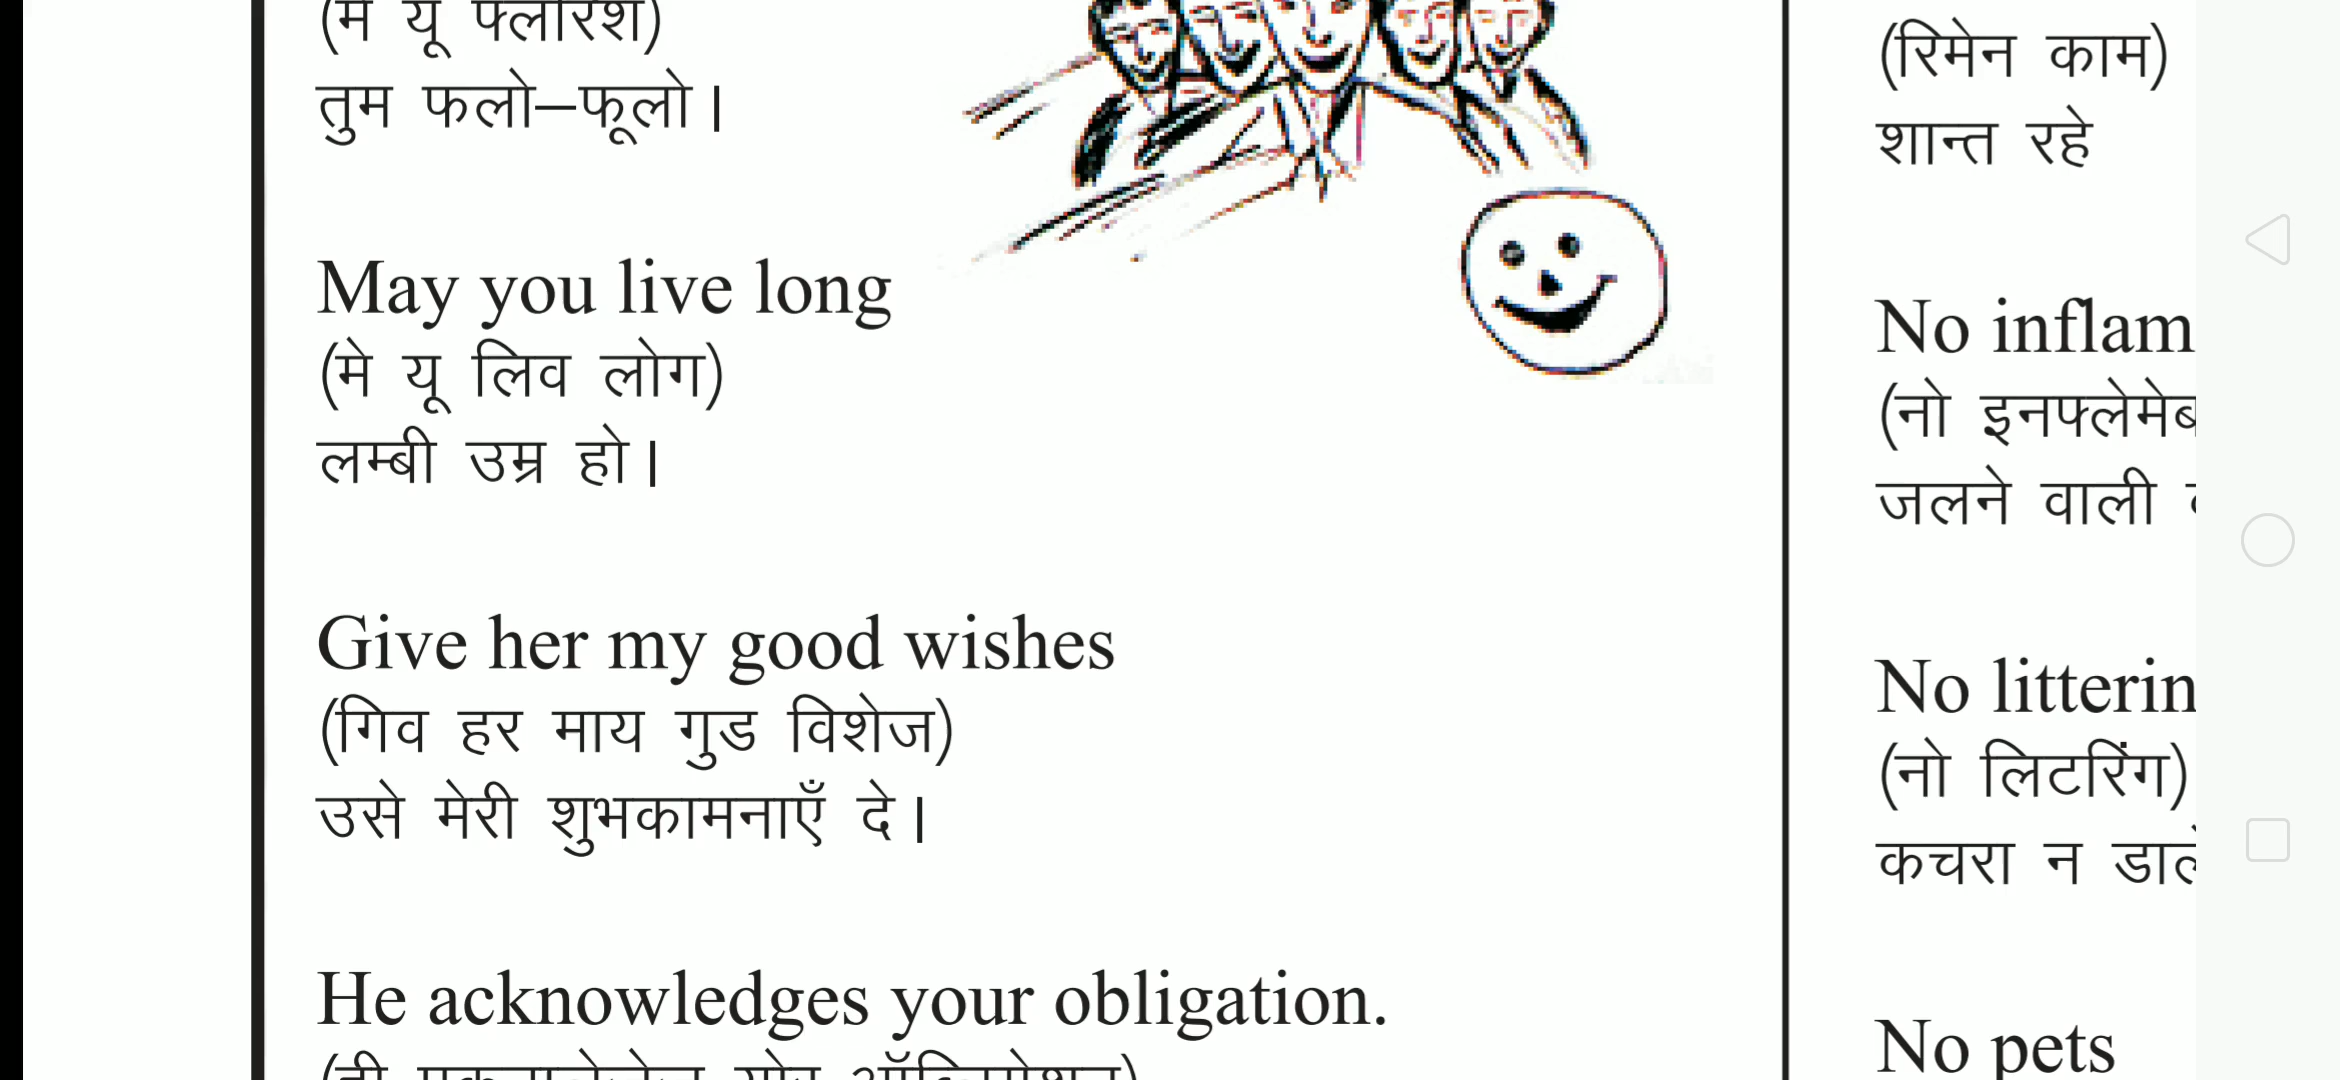 (मे यू फ्लोरिश)
तुम फलो–फूलो।
May you live long
(मे यू लिव लोग)
लम्बी उम्र हो।
Give her my good wishes
(गिव हर माय गुड विशेज)
उसे मेरी शुभकामनाएँ दे।
He acknowledges your obligation.
(रिमेन काम)
शान्त रहे
No inflam
(नो इनफ्लेमेब
जलने वाली
No litterin
(नो लिटरिंग)
कचरा न डाले
No pets